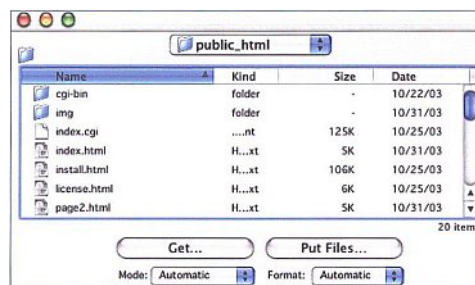 public_html
Name Kind Size Date
cgi-bin folder - 10/22/03
img folder - 10/31/03
index.cgi ....nt 125K 10/25/03
index.html H...xt 5K 10/31/03
install.html H...xt 106K 10/25/03
license.html H...xt 6K 10/25/03
page2.html H...xt 5K 10/31/03
20 item
Get... Put Files...
Mode: Automatic Format: Automatic